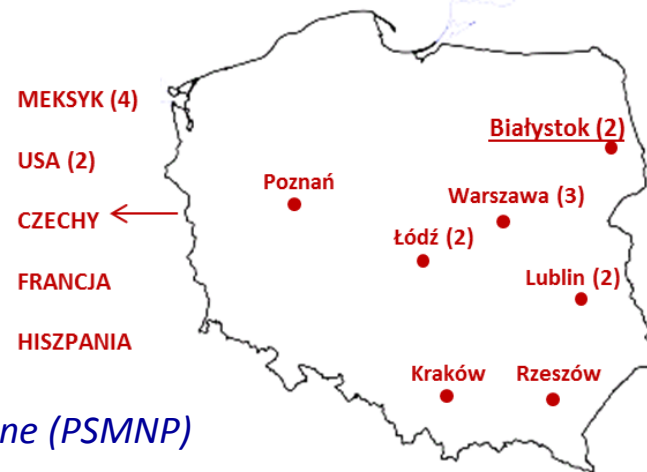 MEKSYK (4)
USA (2)
CZECHY
FRANCJA
HISZPANIA
Białystok (2)
Poznań
Warszawa (3)
Łódź (2)
Lublin (2)
Kraków
Rzeszów
ne (PSMNP)